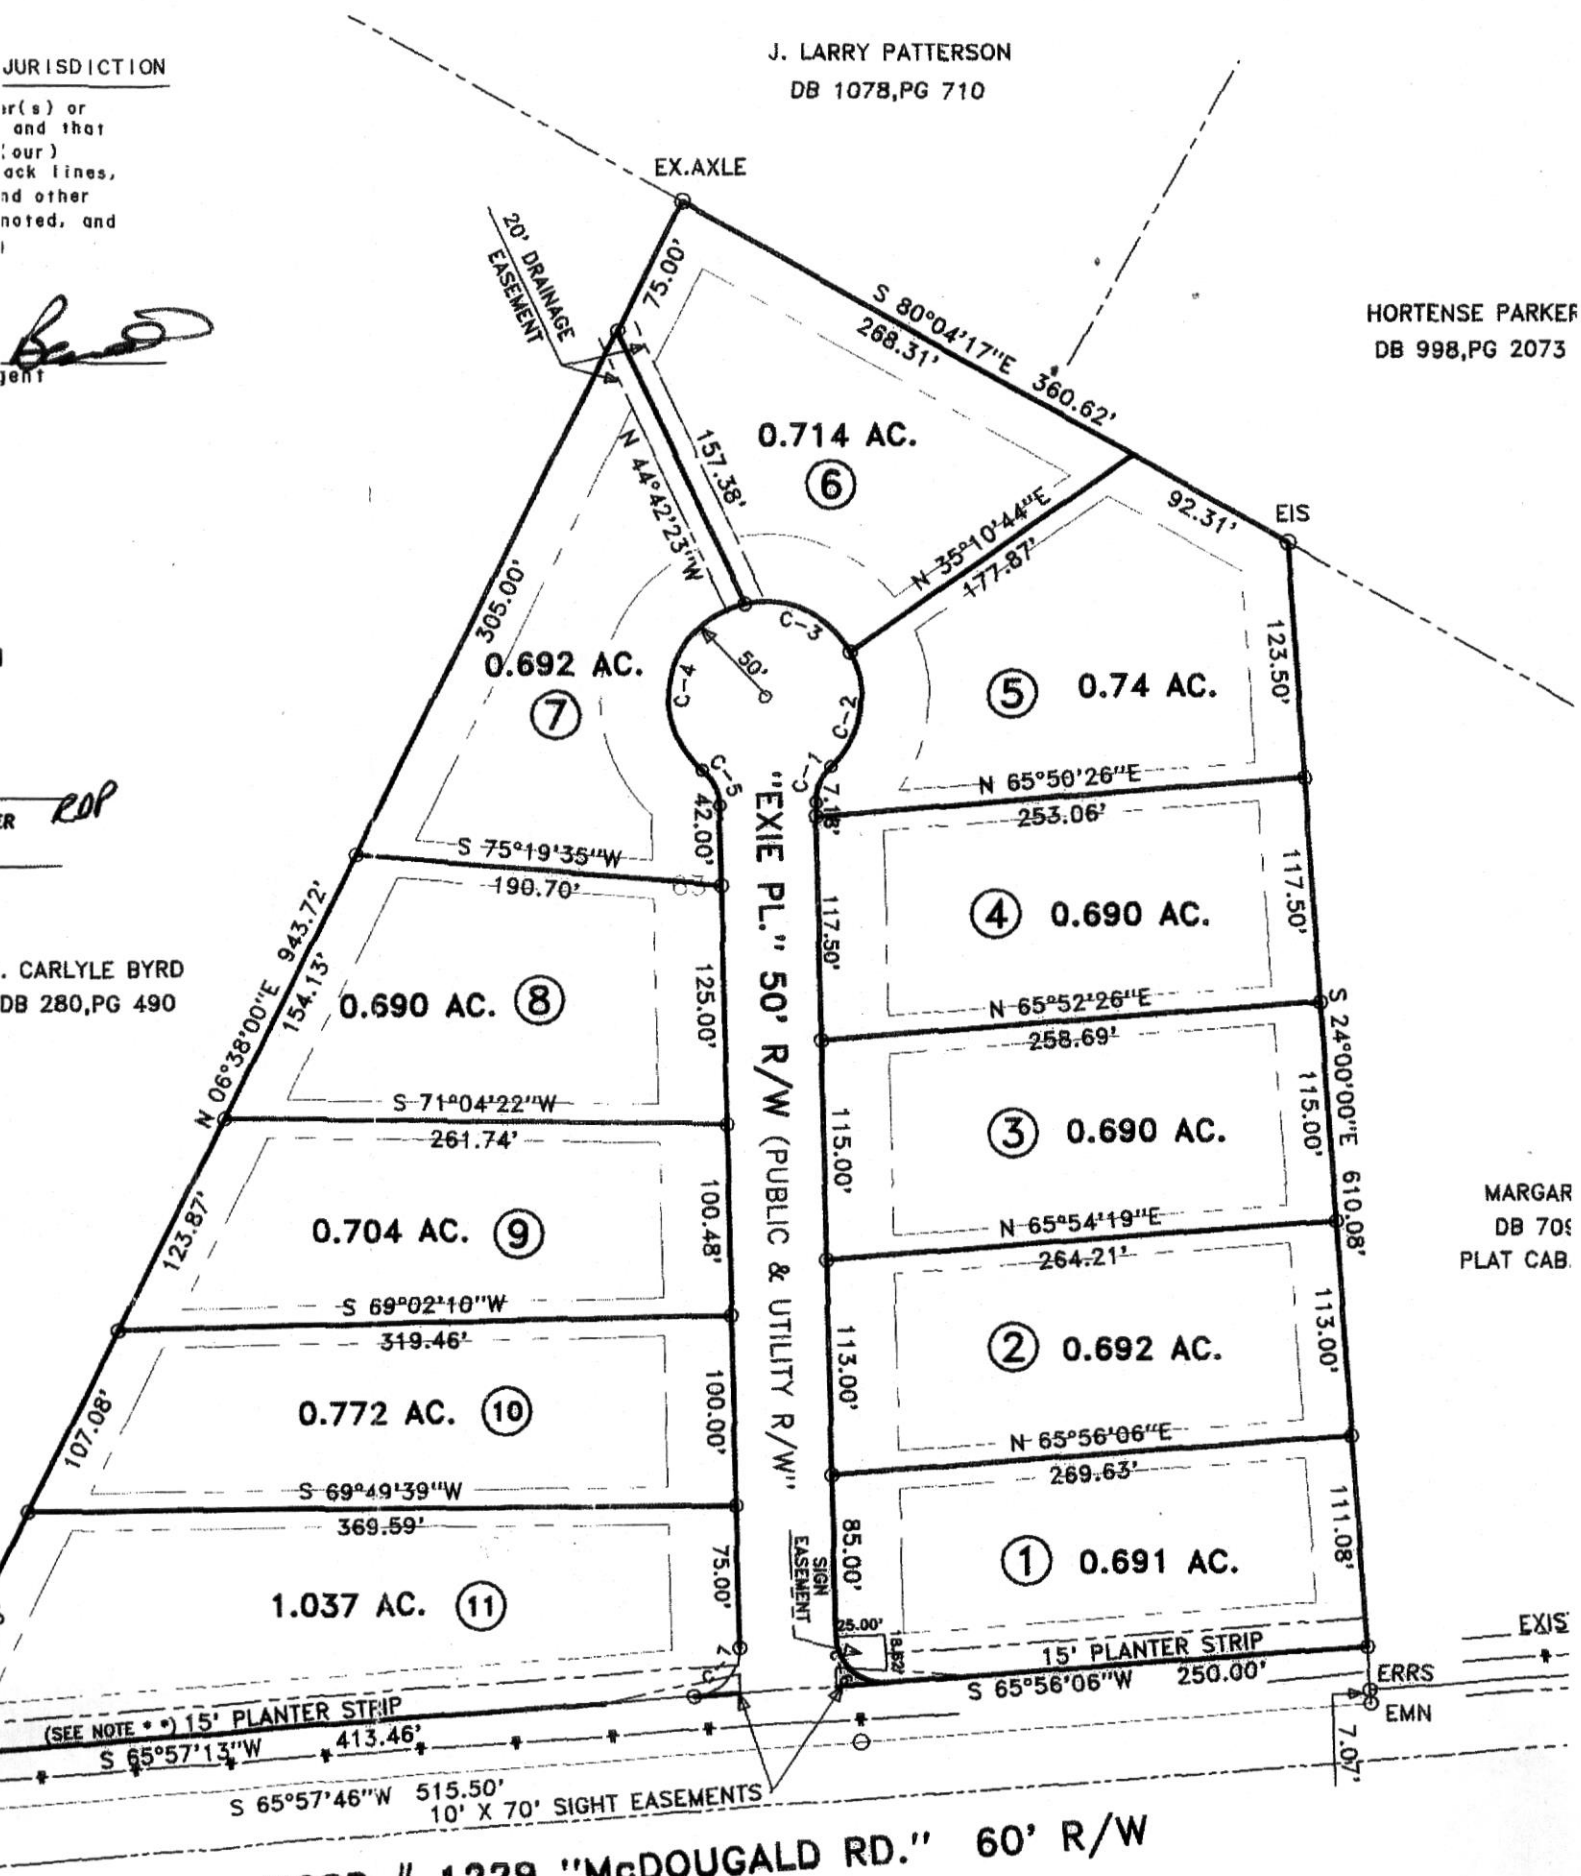 JURISDICTION
er(s) or
and that
(our)
ack lines,
nd other
noted, and
gent
ER RDP
J. LARRY PATTERSON
DB 1078,PG 710
EX.AXLE
HORTENSE PARKER
DB 998,PG 2073
20' DRAINAGE
EASEMENT
75.00'
S 80°04'17"E 360.62'
268.31'
92.31'
EIS
0.714 AC.
6
157.38'
N 44°42'23"W
N 35°10'44"E
177.87'
305.00'
0.692 AC.
7
C-3
C-4
50'
C-2
C-1
C-5
5 0.74 AC.
123.50'
N 65°50'26"E
253.06'
7.18'
42.00'
S 75°19'35"W
190.70'
4 0.690 AC.
117.50'
117.50'
N 65°52'26"E
258.69'
. CARLYLE BYRD
DB 280,PG 490
N 06°38'00"E 943.72'
154.13'
0.690 AC. 8
125.00'
S 71°04'22"W
261.74'
"EXIE PL." 50' R/W (PUBLIC & UTILITY R/W"
S 24°00'00"E 610.08'
3 0.690 AC.
115.00'
115.00'
N 65°54'19"E
264.21'
123.87'
0.704 AC. 9
100.48'
S 69°02'10"W
319.46'
MARGAR
DB 709
PLAT CAB.
2 0.692 AC.
113.00'
113.00'
N 65°56'06"E
269.63'
107.08'
0.772 AC. 10
100.00'
S 69°49'39"W
369.59'
1 0.691 AC.
85.00'
111.08'
SIGN
EASEMENT
25.00'
1.037 AC. 11
75.00'
15' PLANTER STRIP
S 65°56'06"W 250.00'
EXIS
ERRS
EMN
7.07'
(SEE NOTE * *) 15' PLANTER STRIP
S 65°57'13"W 413.46'
S 65°57'46"W 515.50'
10' X 70' SIGHT EASEMENTS
"McDOUGALD RD." 60' R/W